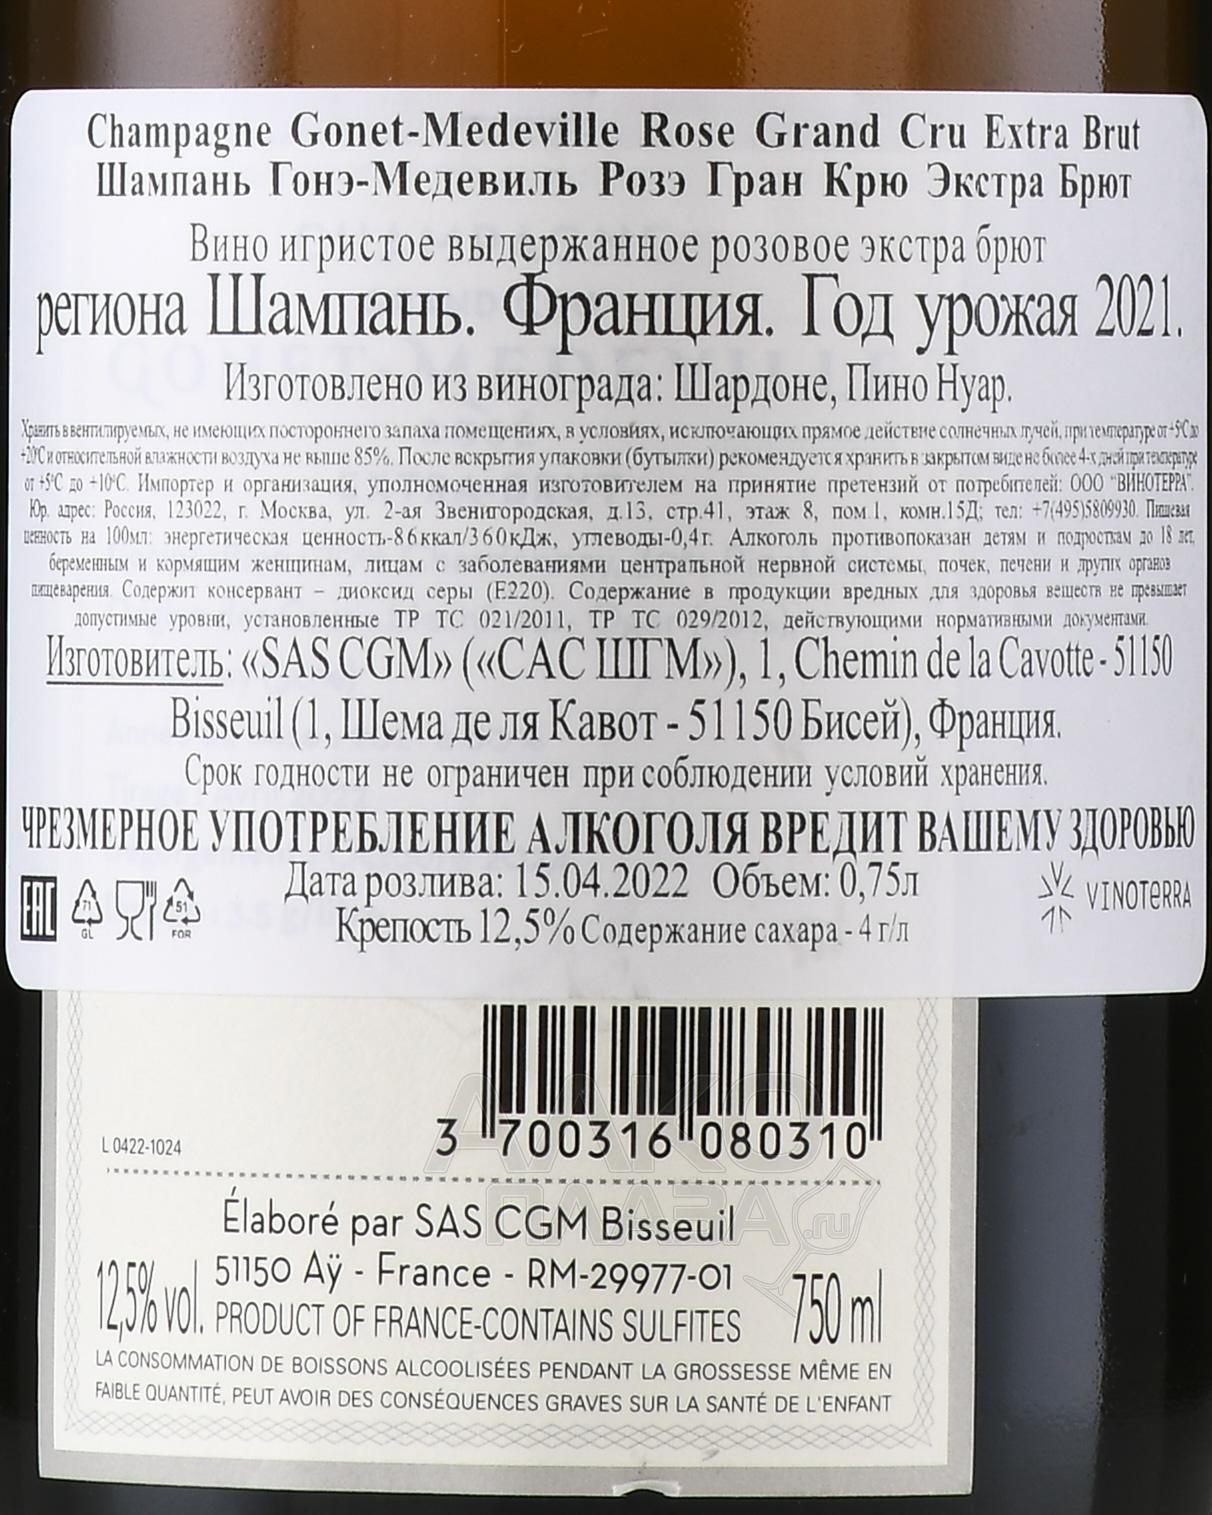 Champagne Gonet-Medeville Rose Grand Cru Extra Brut
Шампань Гонэ-Медевиль Розэ Гран Крю Экстра Брют
Вино игристое выдержанное розовое экстра брют
региона Шампань. Франция. Год урожая 2021.
Изготовлено из винограда: Шардоне, Пино Нуар.
Хранить в вентилируемых, не имеющих постороннего запаха помещениях, в условиях, исключающих прямое действие солнечных лучей, при температуре от +5°С до
+20°С и относительной влажности воздуха не выше 85%. После вскрытия упаковки (бутылки) рекомендуется хранить в закрытом виде не более 4-х дней при температуре
от +5°С до +10°С. Импортер и организация, уполномоченная изготовителем на принятие претензий от потребителей: ООО "ВИНОТЕРРА".
Юр. адрес: Россия, 123022, г. Москва, ул. 2-ая Звенигородская, д.13, стр.41, этаж 8, пом.1, комн.15Д; тел: +7(495)5809930. Пищевая
ценность на 100мл: энергетическая ценность-86ккал/360кДж, углеводы-0,4г. Алкоголь противопоказан детям и подросткам до 18 лет,
беременным и кормящим женщинам, лицам с заболеваниями центральной нервной системы, почек, печени и других органов
пищеварения. Содержит консервант – диоксид серы (Е220). Содержание в продукции вредных для здоровья веществ не превышает
допустимые уровни, установленные ТР ТС 021/2011, ТР ТС 029/2012, действующими нормативными документами.
Изготовитель: «SAS CGM» («САС ШГМ»), 1, Chemin de la Cavotte - 51150
Bisseuil (1, Шема де ля Кавот - 51150 Бисей), Франция.
Срок годности не ограничен при соблюдении условий хранения.
ЧРЕЗМЕРНОЕ УПОТРЕБЛЕНИЕ АЛКОГОЛЯ ВРЕДИТ ВАШЕМУ ЗДОРОВЬЮ
Дата розлива: 15.04.2022 Объем: 0,75л
Крепость 12,5% Содержание сахара - 4 г/л
EAC
71
GL
51
FOR
VINOTeRRA
3 700316 080310
L 0422-1024
АЛКО
ПЛАЗА
.ru
Élaboré par SAS CGM Bisseuil
51150 Aÿ - France - RM-29977-01
12,5% vol.
PRODUCT OF FRANCE-CONTAINS SULFITES
750 ml
LA CONSOMMATION DE BOISSONS ALCOOLISÉES PENDANT LA GROSSESSE MÊME EN
FAIBLE QUANTITÉ, PEUT AVOIR DES CONSÉQUENCES GRAVES SUR LA SANTÉ DE L'ENFANT